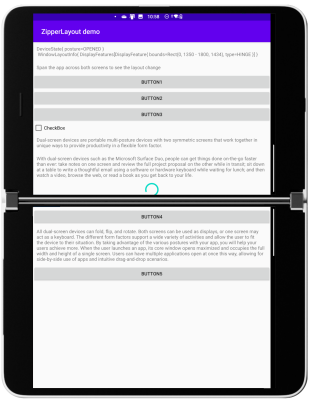 10:58
ZipperLayout demo
DeviceState{ posture=OPENED }
WindowLayoutInfo{ DisplayFeatures[DisplayFeature{ bounds=Rect(0, 1350 - 1800, 1434), type=HINGE }] }
Span the app across both screens to see the layout change
BUTTON1
BUTTON2
BUTTON3
CheckBox
Dual-screen devices are portable multi-posture devices with two symmetric screens that work together in
unique ways to provide productivity in a flexible form factor.
With dual-screen devices such as the Microsoft Surface Duo, people can get things done on-the-go faster
then ever: take notes on one screen and review the full project proposal on the other while in transit, sit down
at a table to write a thoughtful email using a software or hardware keyboard while waiting for lunch, and then
watch a video, browse the web, or read a book as you get back to your life.
BUTTON4
All dual-screen devices can fold, flip, and rotate. Both screens can be used as displays, or one screen may
act as a keyboard. The different form factors support a wide variety of activities and allow the user to fit
the device to their situation. By taking advantage of the various postures with your app, you will help your
users achieve more. When the user launches an app, its core window opens maximized and occupies the full
width and height of a single screen. Users can have multiple applications open at once this way, allowing for
side-by-side use of apps and intuitive drag and drop scenarios.
BUTTON5